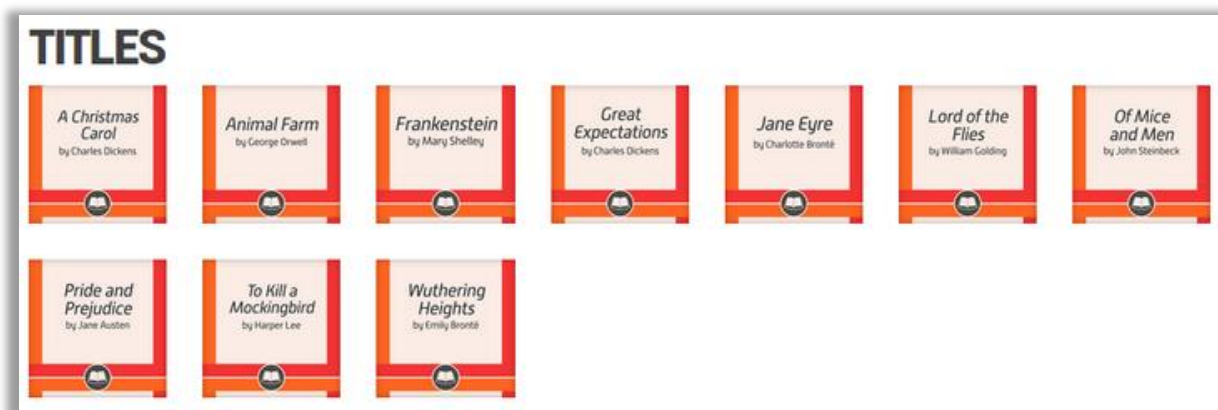 TITLES
A Christmas
Carol
by Charles Dickens
Animal Farm
by George Orwell
Frankenstein
by Mary Shelley
Great
Expectations
by Charles Dickens
Jane Eyre
by Charlotte Brontë
Lord of the
Flies
by William Golding
Of Mice
and Men
by John Steinbeck
Pride and
Prejudice
by Jane Austen
To Kill a
Mockingbird
by Harper Lee
Wuthering
Heights
by Emily Brontë